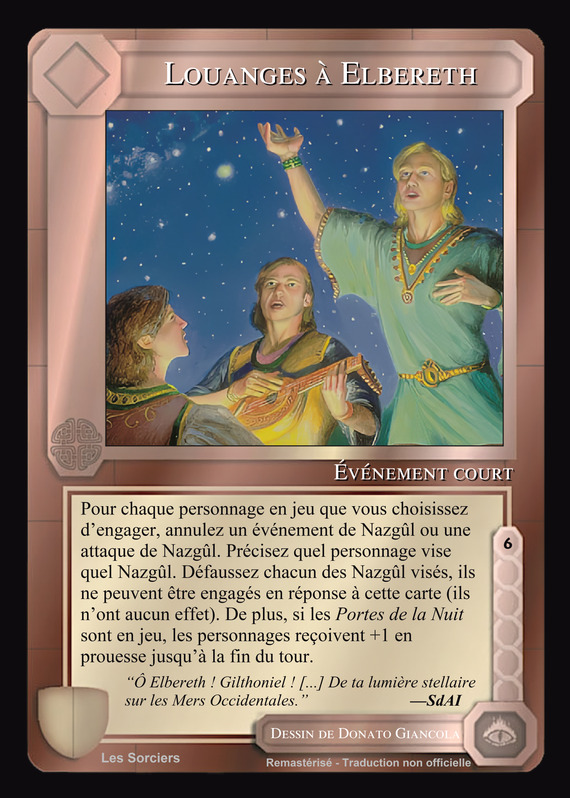 Louanges à Elbereth
Événement court
Pour chaque personnage en jeu que vous choisissez
d’engager, annulez un événement de Nazgûl ou une
attaque de Nazgûl. Précisez quel personnage vise
quel Nazgûl. Défaussez chacun des Nazgûl visés, ils
ne peuvent être engagés en réponse à cette carte (ils
n’ont aucun effet). De plus, si les Portes de la Nuit
sont en jeu, les personnages reçoivent +1 en
prouesse jusqu’à la fin du tour.
6
“Ô Elbereth ! Gilthoniel ! [...] De ta lumière stellaire
sur les Mers Occidentales.” —SdAI
Dessin de Donato Giancola
Les Sorciers
Remastérisé - Traduction non officielle